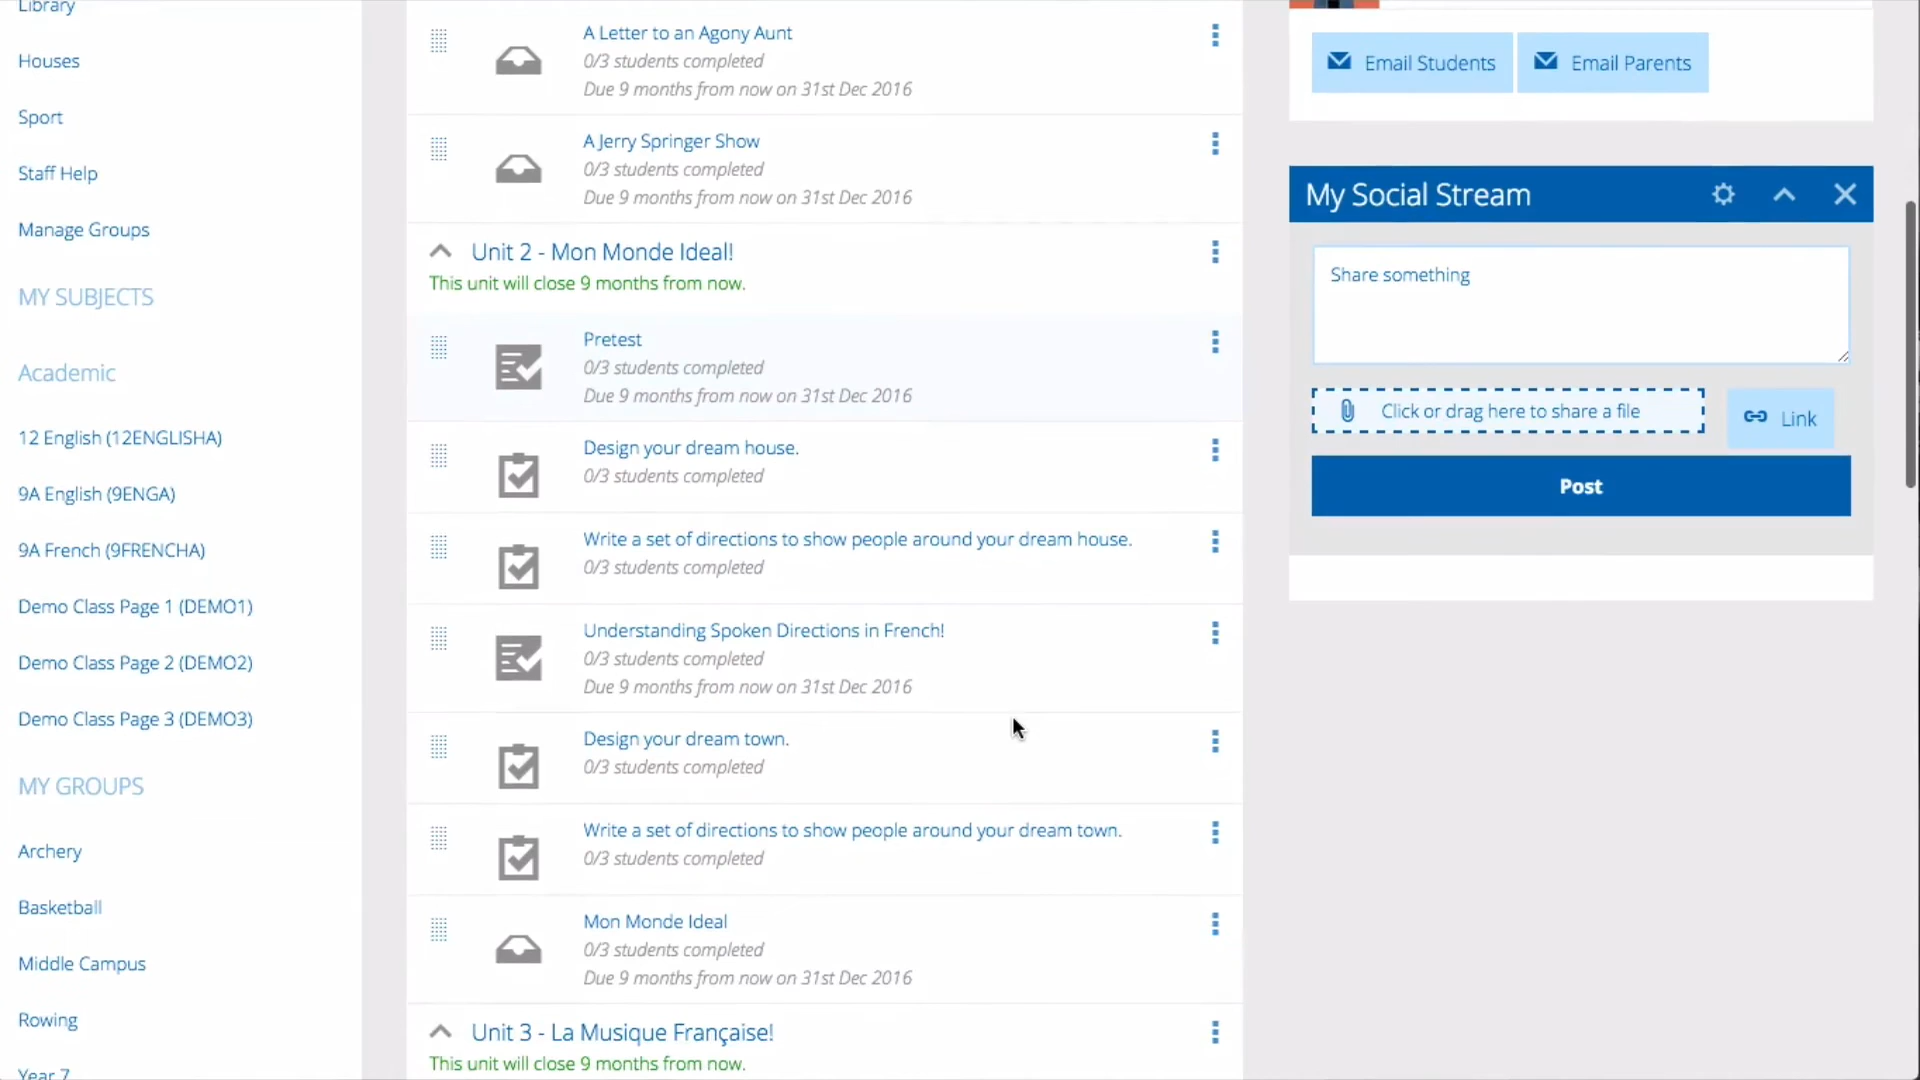 Library
Houses
Sport
Staff Help
Manage Groups
MY SUBJECTS
Academic
12 English (12ENGLISHA)
9A English (9ENGA)
9A French (9FRENCHA)
Demo Class Page 1 (DEMO1)
Demo Class Page 2 (DEMO2)
Demo Class Page 3 (DEMO3)
MY GROUPS
Archery
Basketball
Middle Campus
Rowing
Year 7
A Letter to an Agony Aunt
0/3 students completed
Due 9 months from now on 31st Dec 2016
A Jerry Springer Show
0/3 students completed
Due 9 months from now on 31st Dec 2016
Unit 2 - Mon Monde Ideal!
This unit will close 9 months from now.
Pretest
0/3 students completed
Due 9 months from now on 31st Dec 2016
Design your dream house.
0/3 students completed
Write a set of directions to show people around your dream house.
0/3 students completed
Understanding Spoken Directions in French!
0/3 students completed
Due 9 months from now on 31st Dec 2016
Design your dream town.
0/3 students completed
Write a set of directions to show people around your dream town.
0/3 students completed
Mon Monde Ideal
0/3 students completed
Due 9 months from now on 31st Dec 2016
Unit 3 - La Musique Française!
This unit will close 9 months from now.
Email Students
Email Parents
My Social Stream
Share something
Click or drag here to share a file
Link
Post